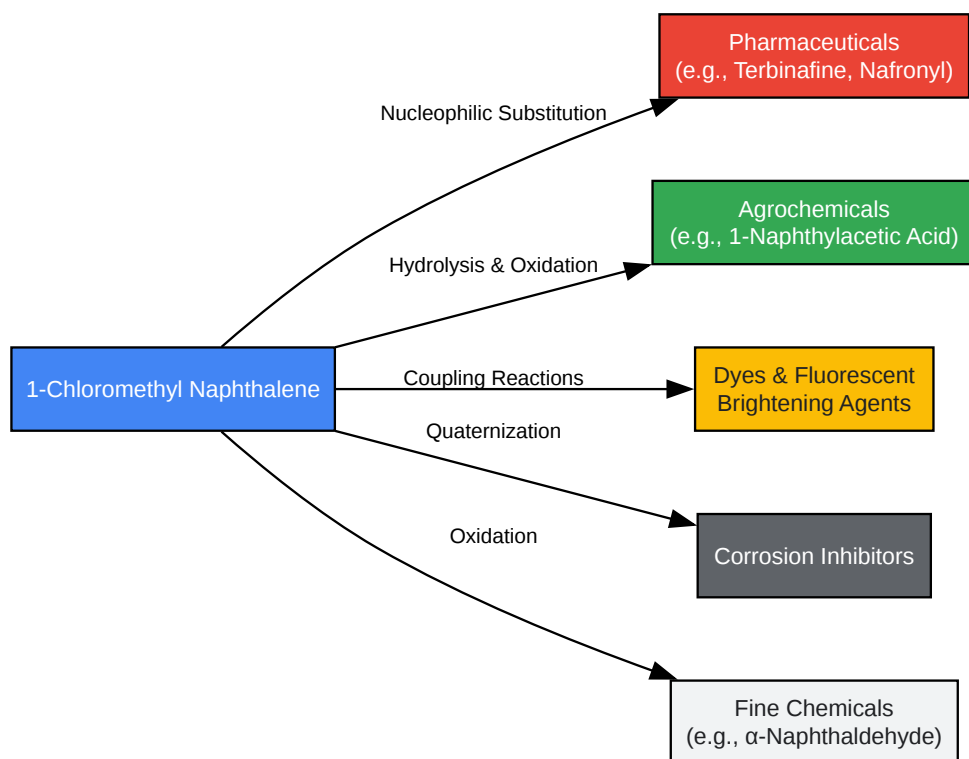 Pharmaceuticals
(e.g., Terbinafine, Nafronyl)
Nucleophilic Substitution
Agrochemicals
(e.g., 1-Naphthylacetic Acid)
Hydrolysis & Oxidation
1-Chloromethyl Naphthalene
Coupling Reactions
Dyes & Fluorescent
Brightening Agents
Quaternization
Corrosion Inhibitors
Oxidation
Fine Chemicals
(e.g., α-Naphthaldehyde)